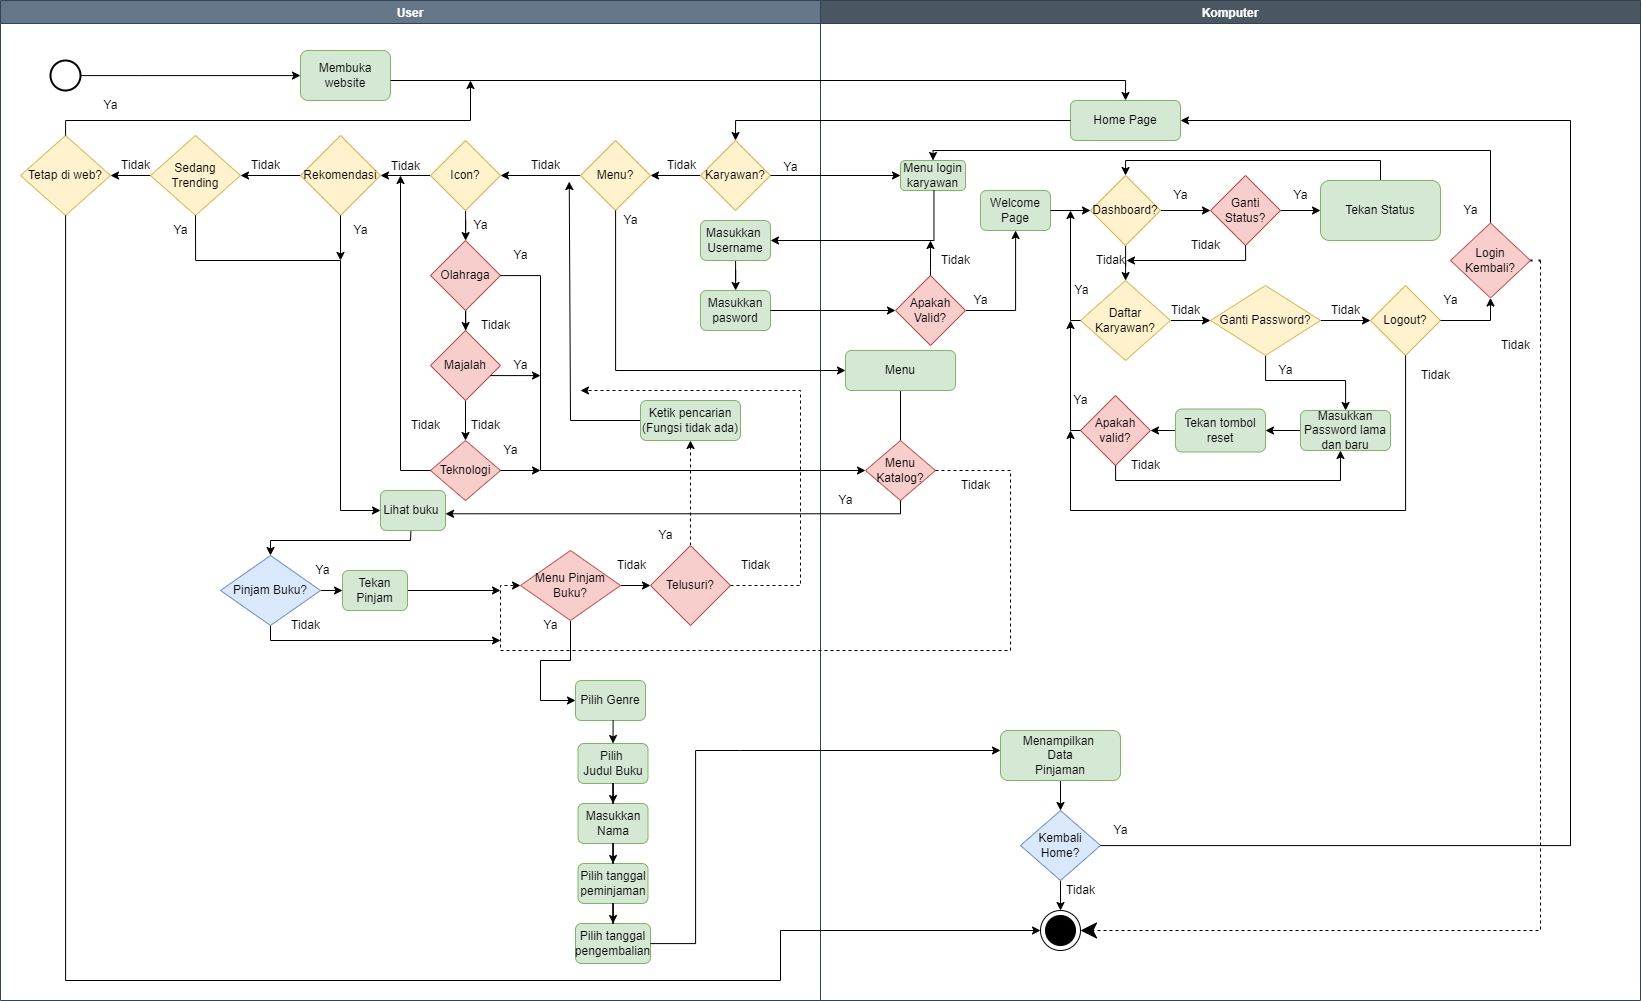 User
Komputer
Membuka
website
Ya
Home Page
Tetap di web?
Tidak
Sedang
Trending
Tidak
Rekomendasi
Tidak
Icon?
Tidak
Menu?
Tidak
Karyawan?
Ya
Menu login
karyawan
Ya
Ya
Ya
Ya
Masukkan
Username
Welcome
Page
Dashboard?
Ya
Ganti
Status?
Ya
Tekan Status
Ya
Tidak
Tidak
Tidak
Login
Kembali?
Olahraga
Ya
Tidak
Masukkan
pasword
Apakah
Valid?
Ya
Ya
Daftar
Karyawan?
Tidak
Ganti Password?
Tidak
Logout?
Ya
Tidak
Majalah
Ya
Menu
Ya
Tidak
Tidak
Tidak
Ketik pencarian
(Fungsi tidak ada)
Ya
Apakah
valid?
Tekan tombol
reset
Masukkan
Password lama
dan baru
Tidak
Teknologi
Ya
Menu
Katalog?
Tidak
Ya
Lihat buku
Pinjam Buku?
Ya
Tekan
Pinjam
Tidak
Menu Pinjam
Buku?
Tidak
Ya
Telusuri?
Ya
Tidak
Pilih Genre
Pilih
Judul Buku
Masukkan
Nama
Pilih tanggal
peminjaman
Pilih tanggal
pengembalian
Menampilkan
Data
Pinjaman
Kembali
Home?
Ya
Tidak